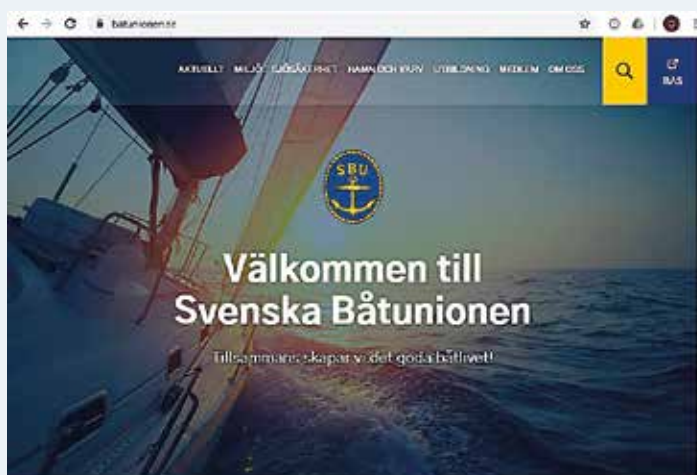 batunionen.se
AKTUELLT MILJÖ SJÖSÄKERHET HAMN OCH VARV UTBILDNING MEDLEM OM OSS
BAS
SBU
Välkommen till
Svenska Båtunionen
Tillsammans skapar vi det goda båtlivet!